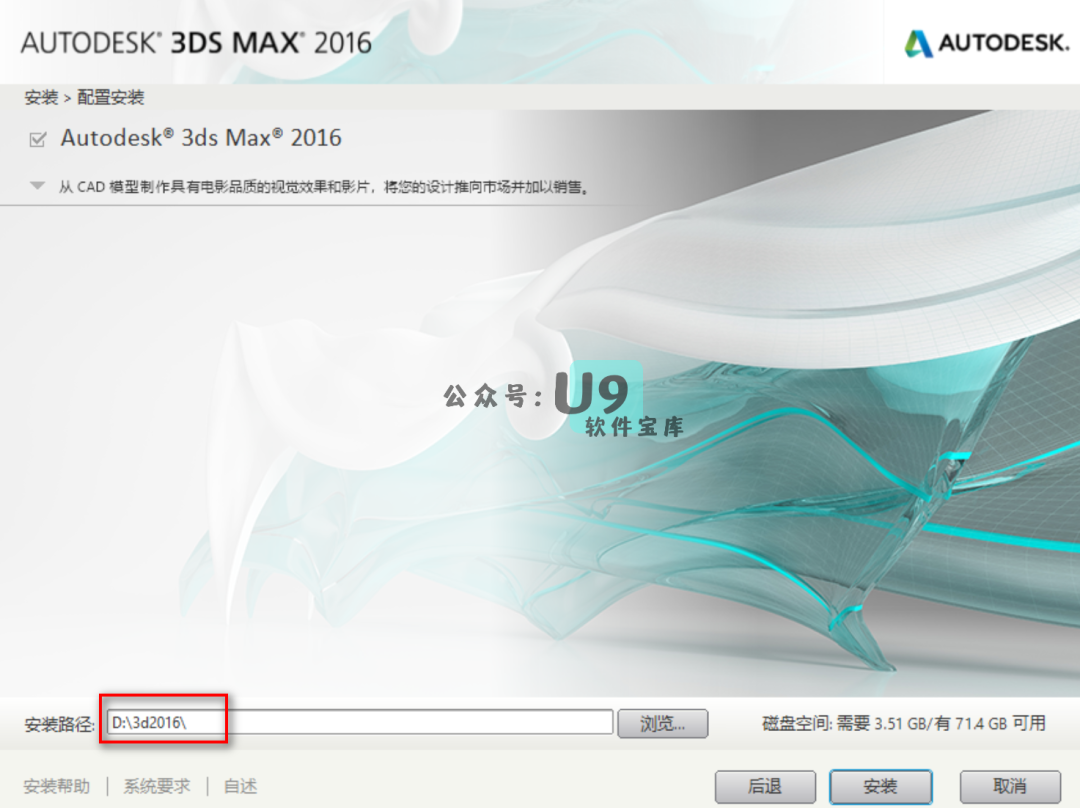 AUTODESK® 3DS MAX® 2016
AUTODESK.
安装 > 配置安装
Autodesk® 3ds Max® 2016
从 CAD 模型制作具有电影品质的视觉效果和影片，将您的设计推向市场并加以销售。
公众号: U9
软件宝库
安装路径: D:\3d2016\ 浏览... 磁盘空间: 需要 3.51 GB/有 71.4 GB 可用
安装帮助 | 系统要求 | 自述 后退 安装 取消